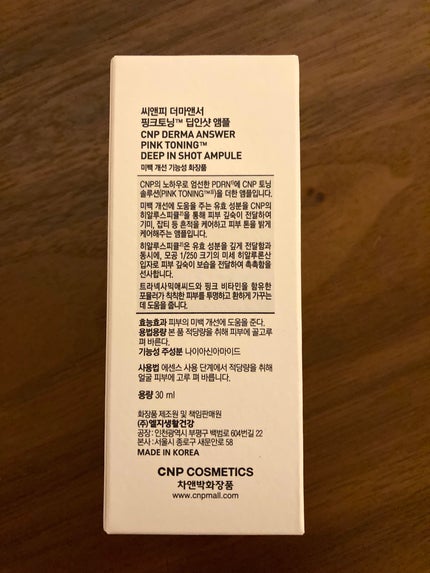 씨앤피 더마앤서
핑크토닝™ 딥인샷 앰플
CNP DERMA ANSWER
PINK TONING™
DEEP IN SHOT AMPULE
미백 개선 기능성 화장품
CNP의 노하우로 엄선한 PDRN에 CNP 토닝
솔루션(PINK TONING™)을 더한 앰플입니다.
미백 개선에 도움을 주는 유효 성분을 CNP의
히알루스피큘을 통해 피부 깊숙이 전달하여
기미, 잡티 등 흔적을 케어하고 피부 톤을 밝게
케어해주는 앰플입니다.
히알루스피큘은 유효 성분을 깊게 전달함과
동시에, 모공 1/250 크기의 미세 히알루론산
입자로 피부 깊숙이 보습을 전달하여 촉촉함을
선사합니다.
트라넥사믹애씨드와 핑크 비타민을 함유한
포뮬러가 칙칙한 피부를 투명하고 환하게 가꾸는
데 도움을 줍니다.
효능효과 피부의 미백 개선에 도움을 준다.
용법용량 본 품 적당량을 취해 피부에 골고루
펴 바른다.
기능성 주성분 나이아신아마이드
사용법 에센스 사용 단계에서 적당량을 취해
얼굴 피부에 고루 펴 바릅니다.
용량 30 ml
화장품 제조원 및 책임판매원
(주)엘지생활건강
공장 : 인천광역시 부평구 백범로 604번길 22
본사 : 서울시 종로구 새문안로 58
MADE IN KOREA
CNP COSMETICS
차앤박화장품
www.cnpmall.com